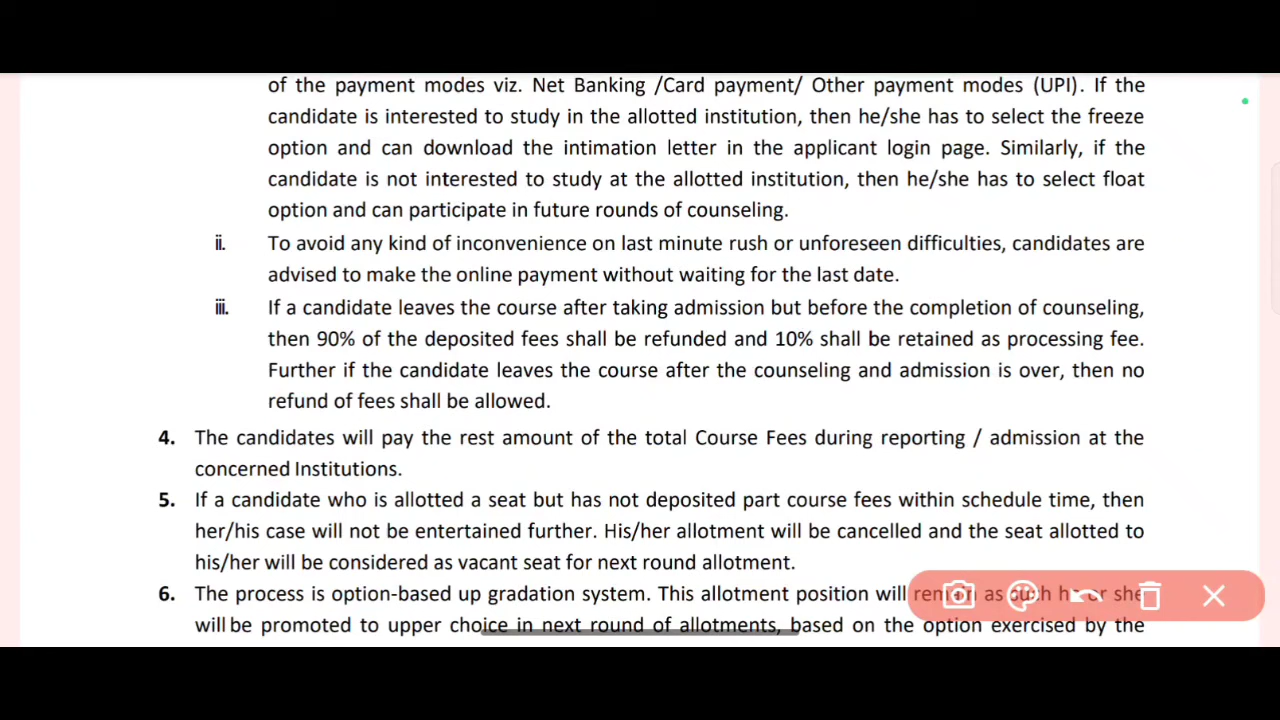 of the payment modes viz. Net Banking /Card payment/ Other payment modes (UPI). If the
candidate is interested to study in the allotted institution, then he/she has to select the freeze
option and can download the intimation letter in the applicant login page. Similarly, if the
candidate is not interested to study at the allotted institution, then he/she has to select float
option and can participate in future rounds of counseling.
ii. To avoid any kind of inconvenience on last minute rush or unforeseen difficulties, candidates are
advised to make the online payment without waiting for the last date.
iii. If a candidate leaves the course after taking admission but before the completion of counseling,
then 90% of the deposited fees shall be refunded and 10% shall be retained as processing fee.
Further if the candidate leaves the course after the counseling and admission is over, then no
refund of fees shall be allowed.
4. The candidates will pay the rest amount of the total Course Fees during reporting / admission at the
concerned Institutions.
5. If a candidate who is allotted a seat but has not deposited part course fees within schedule time, then
her/his case will not be entertained further. His/her allotment will be cancelled and the seat allotted to
his/her will be considered as vacant seat for next round allotment.
6. The process is option-based up gradation system. This allotment position will remain as such he or she
will be promoted to upper choice in next round of allotments, based on the option exercised by the